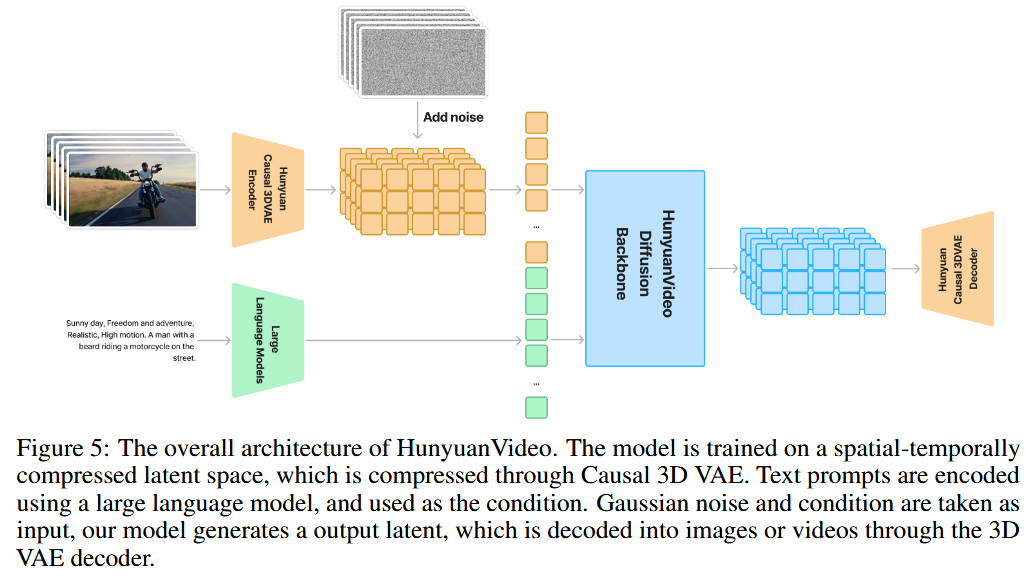 Add noise
Hunyuan
Causal 3DVAE
Encoder
...
HunyuanVideo
Diffusion
Backbone
Hunyuan
Causal 3DVAE
Decoder
Sunny day, Freedom and adventure,
Realistic, High motion. A man with a
beard riding a motorcycle on the
street.
Large
Language Models
...
Figure 5: The overall architecture of HunyuanVideo. The model is trained on a spatial-temporally
compressed latent space, which is compressed through Causal 3D VAE. Text prompts are encoded
using a large language model, and used as the condition. Gaussian noise and condition are taken as
input, our model generates a output latent, which is decoded into images or videos through the 3D
VAE decoder.